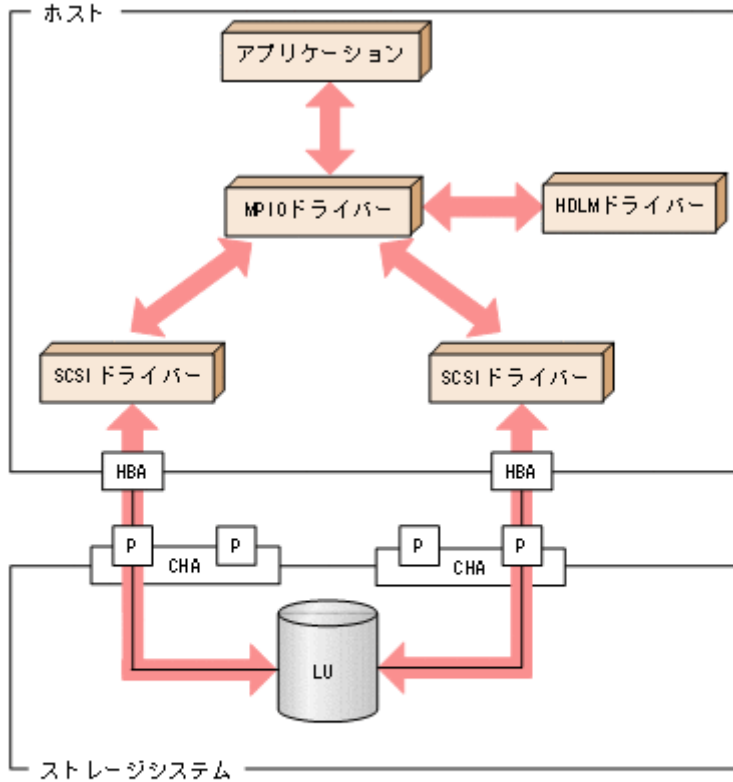 ホスト
アプリケーション
MPIOドライバー
HDLMドライバー
SCSIドライバー
SCSIドライバー
HBA
HBA
P
P
P
P
CHA
CHA
LU
ストレージシステム